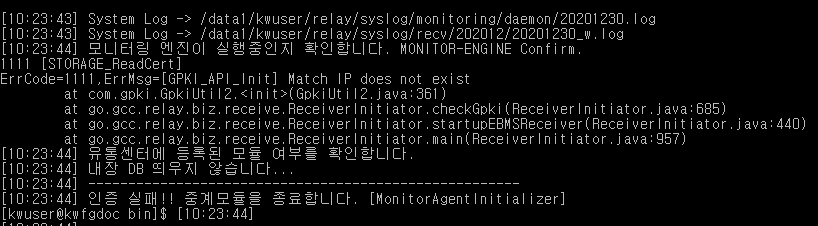 [10:23:43] System Log -> /data1/kwuser/relay/syslog/monitoring/daemon/20201230.log
[10:23:43] System Log -> /data1/kwuser/relay/syslog/recv/202012/20201230_w.log
[10:23:44] 모니터링 엔진이 실행중인지 확인합니다. MONITOR-ENGINE Confirm.
1111 [STORAGE_ReadCert]
ErrCode=1111,ErrMsg=[GPKI_API_Init] Match IP does not exist
at com.gpki.GpkiUtil2.<init>(GpkiUtil2.java:361)
at go.gcc.relay.biz.receive.ReceiverInitiator.checkGpki(ReceiverInitiator.java:685)
at go.gcc.relay.biz.receive.ReceiverInitiator.startupEBMSReceiver(ReceiverInitiator.java:440)
at go.gcc.relay.biz.receive.ReceiverInitiator.main(ReceiverInitiator.java:957)
[10:23:44] 유통센터에 등록된 모듈 여부를 확인합니다.
[10:23:44] 내장 DB 띄우지 않습니다...
[10:23:44] ------------------------------------------------------
[10:23:44] 인증 실패!! 중계모듈을 종료합니다. [MonitorAgentInitializer]
[kwuser@kwfgdoc bin]$ [10:23:44]